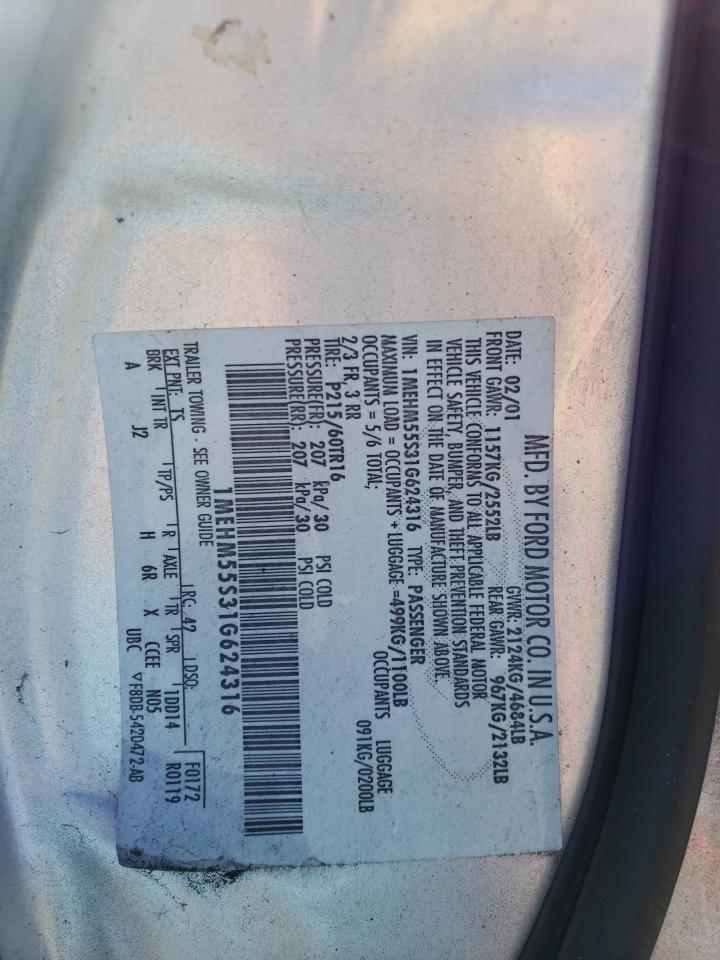 MFD. BY FORD MOTOR CO. IN U.S.A.
DATE: 02/01 GVWR: 2124KG/4684LB
FRONT GAWR: 1157KG/2552LB REAR GAWR: 967KG/2132LB
THIS VEHICLE CONFORMS TO ALL APPLICABLE FEDERAL MOTOR
VEHICLE SAFETY, BUMPER, AND THEFT PREVENTION STANDARDS
IN EFFECT ON THE DATE OF MANUFACTURE SHOWN ABOVE.
VIN: 1MEHM55S31G624316 TYPE: PASSENGER
MAXIMUM LOAD = OCCUPANTS + LUGGAGE =499KG/1100LB
OCCUPANTS = 5/6 TOTAL; OCCUPANTS LUGGAGE
2/3 FR, 3 RR 091KG/0200LB
TIRE: P215/60TR16
PRESSURE(FR): 207 kPa/30 PSI COLD
PRESSURE(RR): 207 kPa/30 PSI COLD
1MEHM55S31G624316
TRAILER TOWING - SEE OWNER GUIDE
EXT PNT: TS RC: 42 DSO: F0172
BRK INT TR TP/PS R AXLE TR SPR 1DD14 R0119
A J2 H 6R X CCEE N05
UBC ▽F8DB-5420472-AB